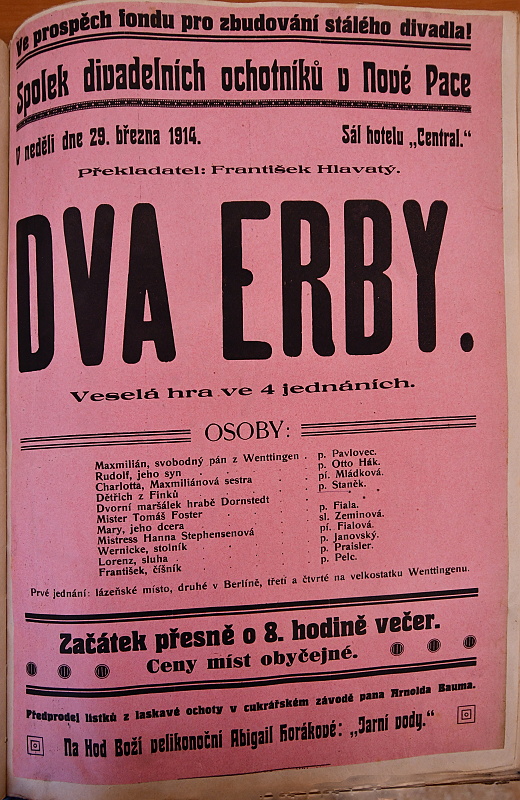 Ve prospěch fondu pro zbudování stálého divadla!
Spolek divadelních ochotníků v Nové Pace
V neděli dne 29. března 1914. Sál hotelu „Central.“
Překladatel: František Hlavatý.
DVA ERBY.
Veselá hra ve 4 jednáních.
OSOBY:
Maxmilián, svobodný pán z Wenttingen . p. Pavlovec.
Rudolf, jeho syn . . . . p. Otto Hák.
Charlotta, Maxmiliánová sestra . . pí. Mládková.
Dětřich z Finků . . . . p. Staněk.
Dvorní maršálek hrabě Dornstedt . . * *
Mister Tomáš Foster . . . p. Fiala.
Mary, jeho dcera . . . . sl. Zeminová.
Mistress Hanna Stephensenová . . pí. Fialová.
Wernicke, stolník . . . . p. Janovský.
Lorenz, sluha . . . . p. Praisler.
František, číšník . . . . p. Pelc.
Prvé jednání: lázeňské místo, druhé v Berlíně, třetí a čtvrté na velkostatku Wenttingenu.
Začátek přesně o 8. hodině večer.
Ceny míst obyčejné.
Předprodej lístků z laskavé ochoty v cukrářském závodě pana Arnolda Bauma.
Na Hod Boží velikonoční Abigail Horákové: „Jarní vody.“